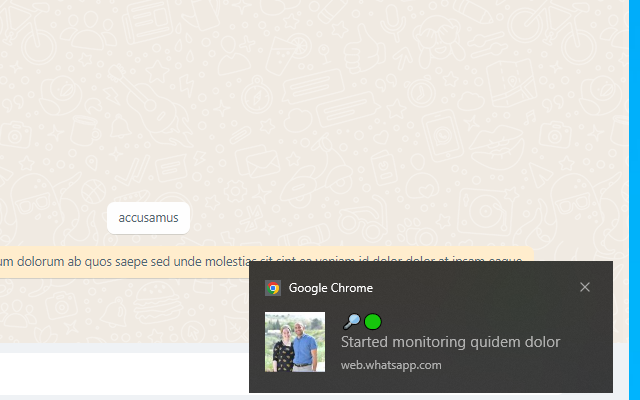 accusamus
dolorum ab quos saepe sed unde molestias sit sint ea veniam id dolor dolor at ipsam eaque
Google Chrome
Started monitoring quidem dolor
web.whatsapp.com